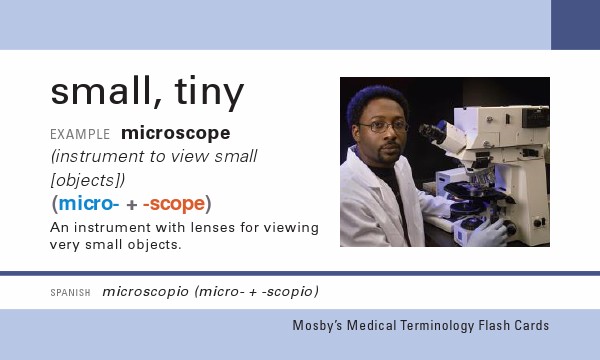 small, tiny
EXAMPLE microscope
(instrument to view small
[objects])
(micro- + -scope)
An instrument with lenses for viewing
very small objects.
SPANISH microscopio (micro- + -scopio)
Mosby's Medical Terminology Flash Cards